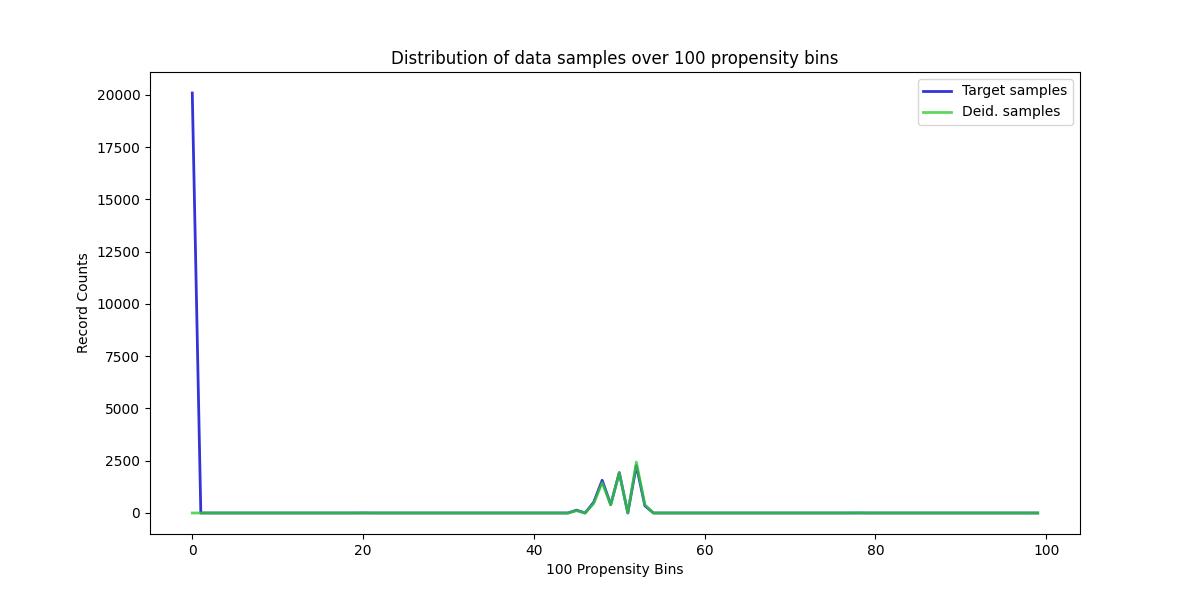 Distribution of data samples over 100 propensity bins
Target samples
Deid. samples
Record Counts
20000
17500
15000
12500
10000
7500
5000
2500
0
0 20 40 60 80 100
100 Propensity Bins